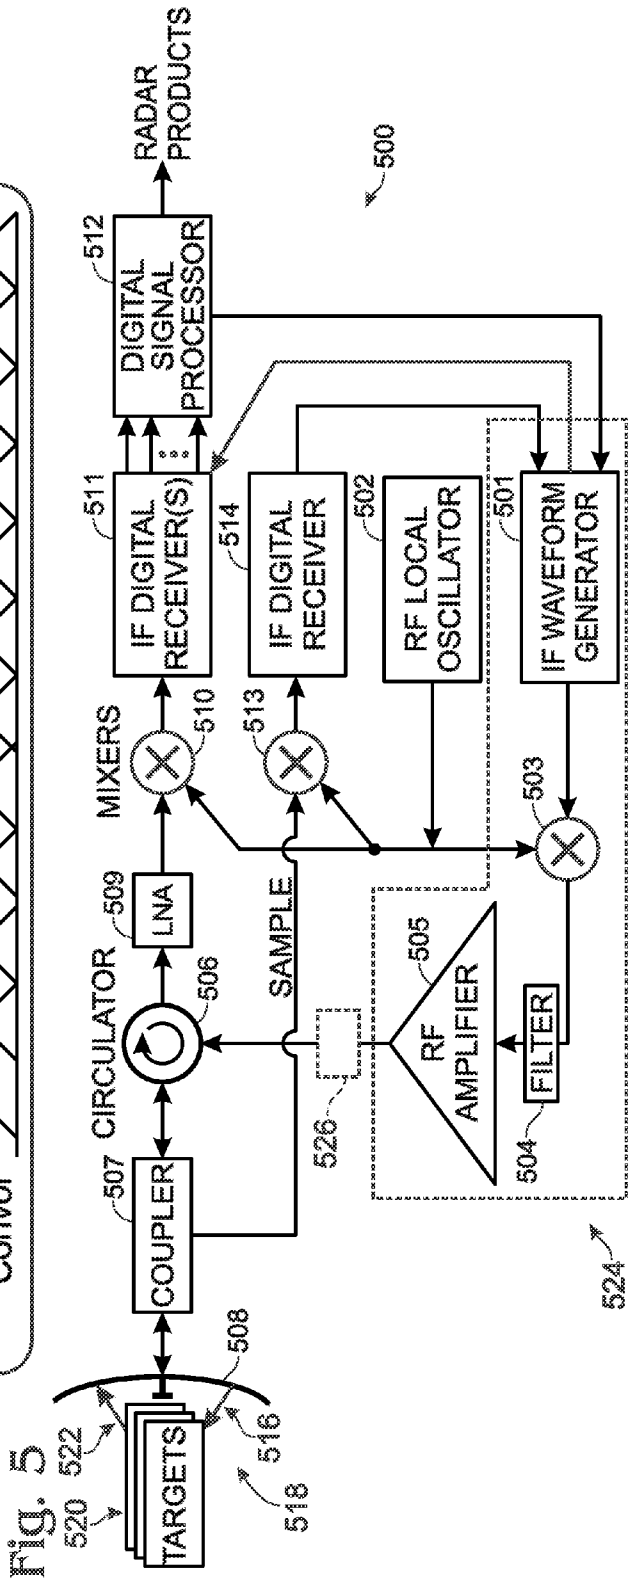 Fig. 5
520
522
TARGETS
518
516
508
COUPLER
507
CIRCULATOR
506
509
LNA
MIXERS
510
513
SAMPLE
511
IF DIGITAL
RECEIVER(S)
514
IF DIGITAL
RECEIVER
502
RF LOCAL
OSCILLATOR
501
IF WAVEFORM
GENERATOR
512
DIGITAL
SIGNAL
PROCESSOR
RADAR
PRODUCTS
500
503
505
RF
AMPLIFIER
FILTER
504
526
524